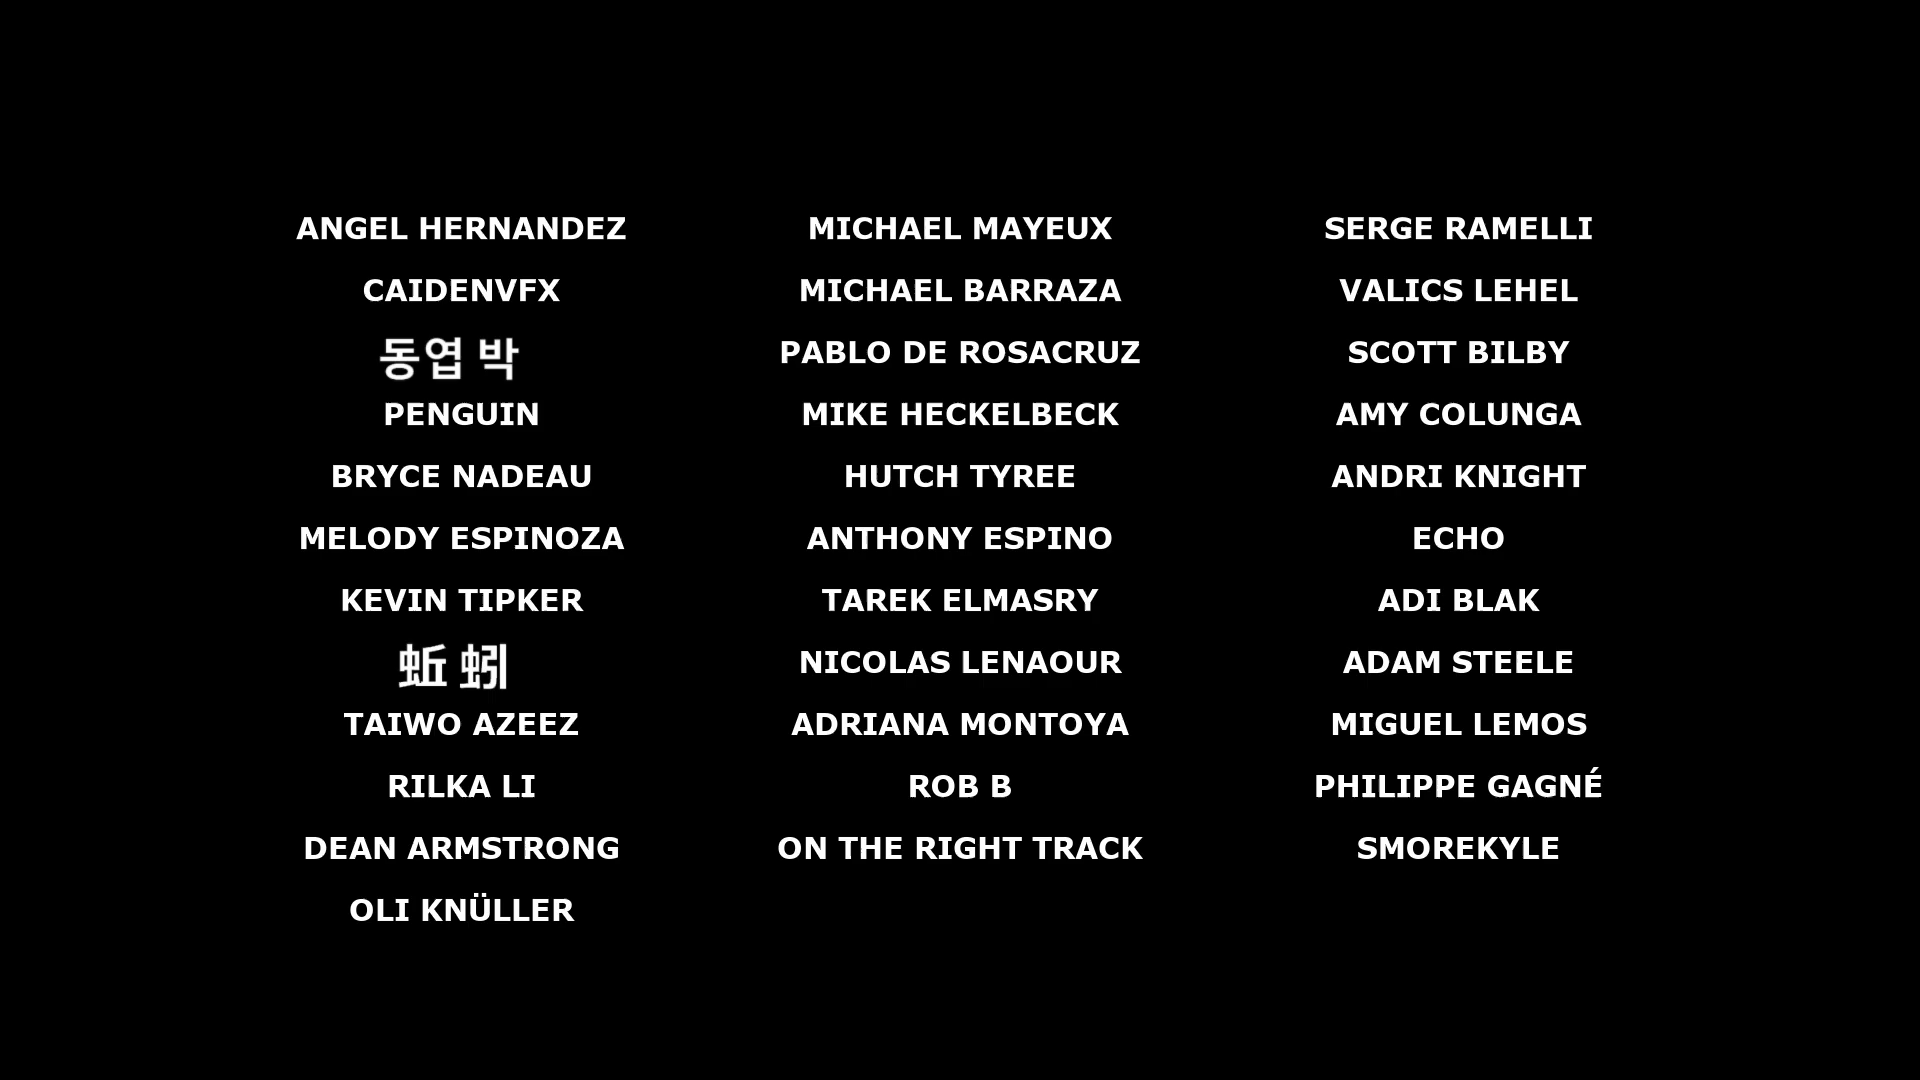 ANGEL HERNANDEZ
CAIDENVFX
동엽 박
PENGUIN
BRYCE NADEAU
MELODY ESPINOZA
KEVIN TIPKER
蚯 蚓
TAIWO AZEEZ
RILKA LI
DEAN ARMSTRONG
OLI KNÜLLER
MICHAEL MAYEUX
MICHAEL BARRAZA
PABLO DE ROSACRUZ
MIKE HECKELBECK
HUTCH TYREE
ANTHONY ESPINO
TAREK ELMASRY
NICOLAS LENAOUR
ADRIANA MONTOYA
ROB B
ON THE RIGHT TRACK
SERGE RAMELLI
VALICS LEHEL
SCOTT BILBY
AMY COLUNGA
ANDRI KNIGHT
ECHO
ADI BLAK
ADAM STEELE
MIGUEL LEMOS
PHILIPPE GAGNÉ
SMOREKYLE